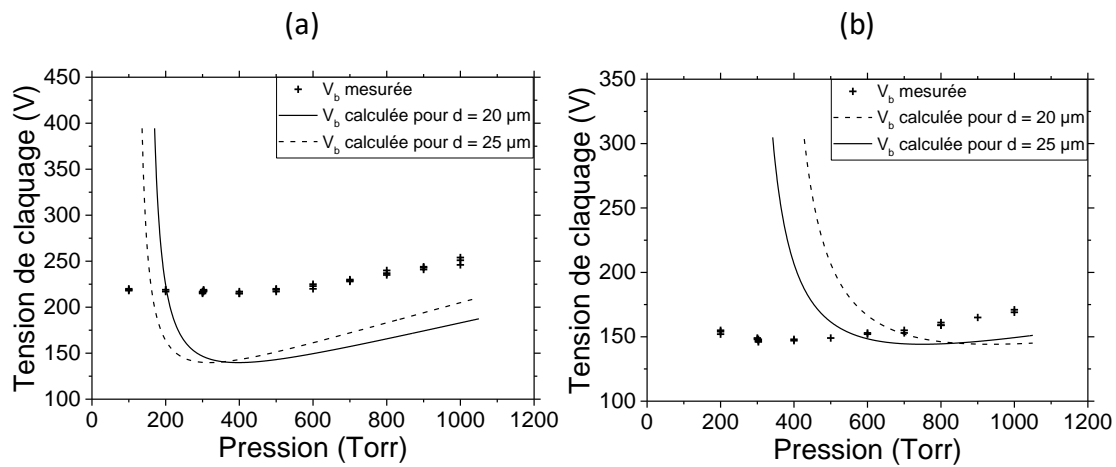 (a)
450
400
350
300
250
200
150
100
0 200 400 600 800 1000 1200
Tension de claquage (V)
Pression (Torr)
V_b mesurée
V_b calculée pour d = 20 µm
V_b calculée pour d = 25 µm
(b)
350
300
250
200
150
100
0 200 400 600 800 1000 1200
Tension de claquage (V)
Pression (Torr)
V_b mesurée
V_b calculée pour d = 20 µm
V_b calculée pour d = 25 µm